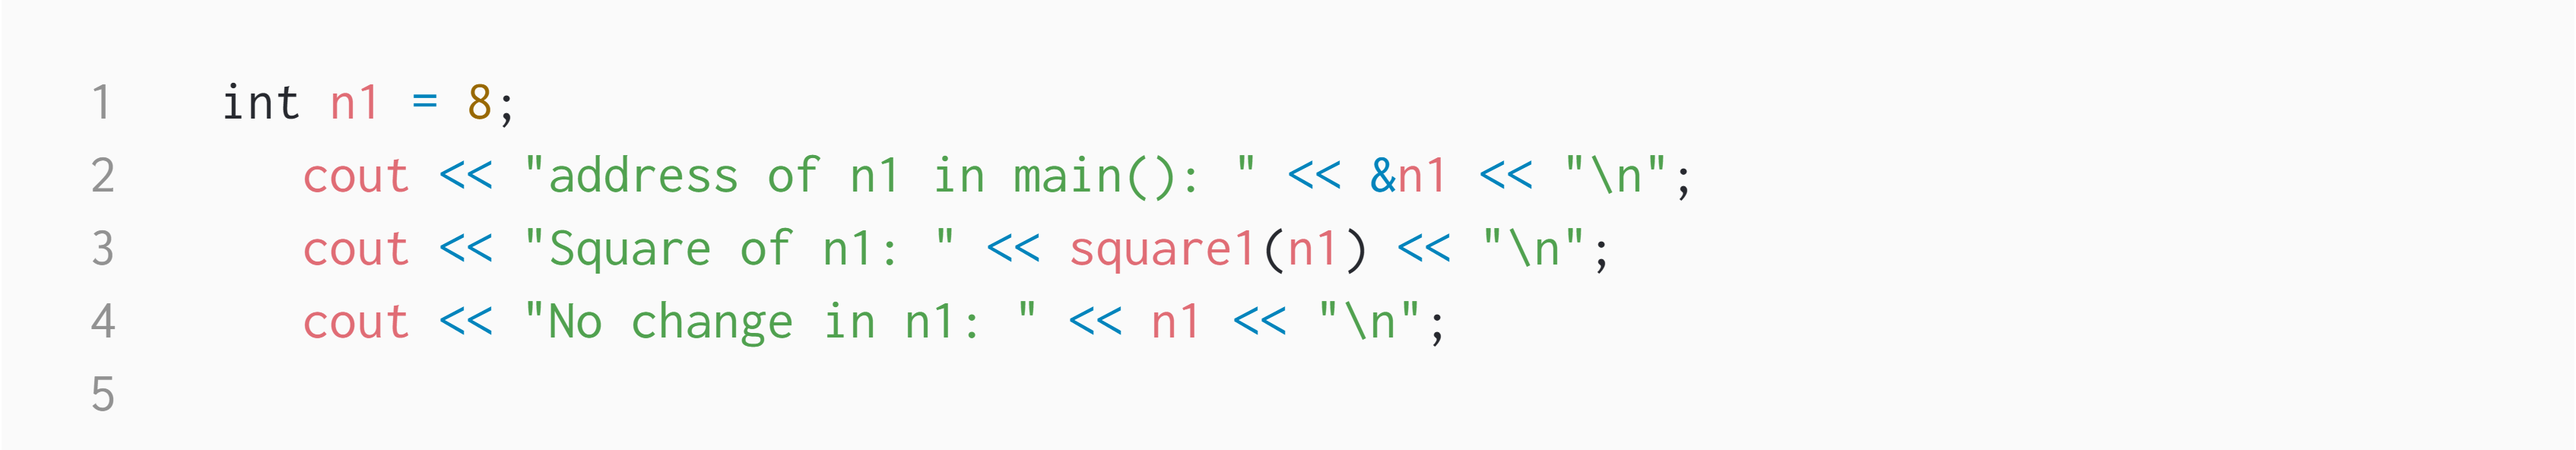 1 int n1 = 8;
2 cout << "address of n1 in main(): " << &n1 << "\n";
3 cout << "Square of n1: " << square1(n1) << "\n";
4 cout << "No change in n1: " << n1 << "\n";
5